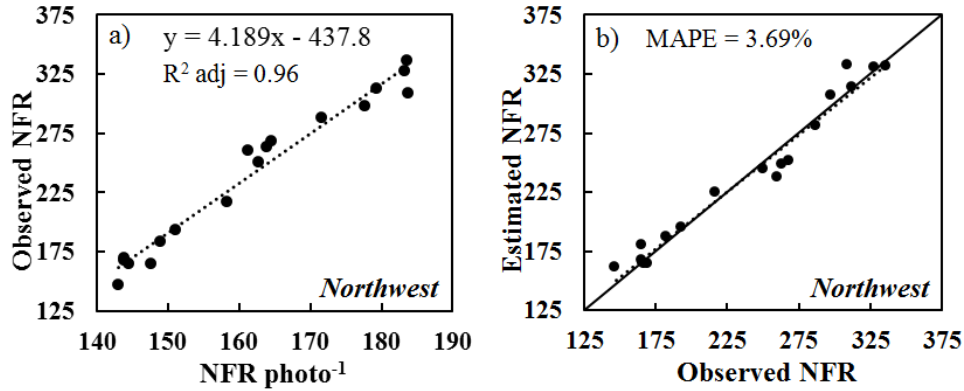 a) y = 4.189x - 437.8
R² adj = 0.96
Observed NFR
375
325
275
225
175
125
Northwest
140 150 160 170 180 190
NFR photo⁻¹
b) MAPE = 3.69%
Estimated NFR
375
325
275
225
175
125
Northwest
125 175 225 275 325 375
Observed NFR